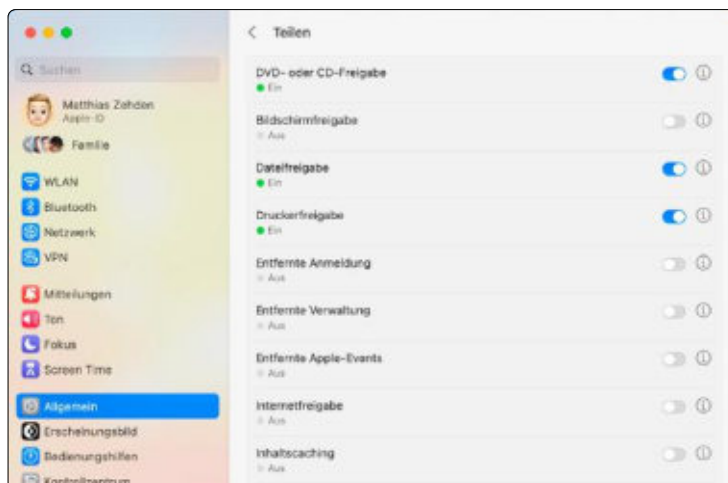 Teilen
Suchen
Matthias Zehden
Apple-ID
Familie
WLAN
Bluetooth
Netzwerk
VPN
Mitteilungen
Ton
Fokus
Screen Time
Allgemein
Erscheinungsbild
Bedienungshilfen
Kontrollzentrum
DVD- oder CD-Freigabe
Ein
Bildschirmfreigabe
Aus
Dateifreigabe
Ein
Druckerfreigabe
Ein
Entfernte Anmeldung
Aus
Entfernte Verwaltung
Aus
Entfernte Apple-Events
Aus
Internetfreigabe
Aus
Inhaltscaching
Aus